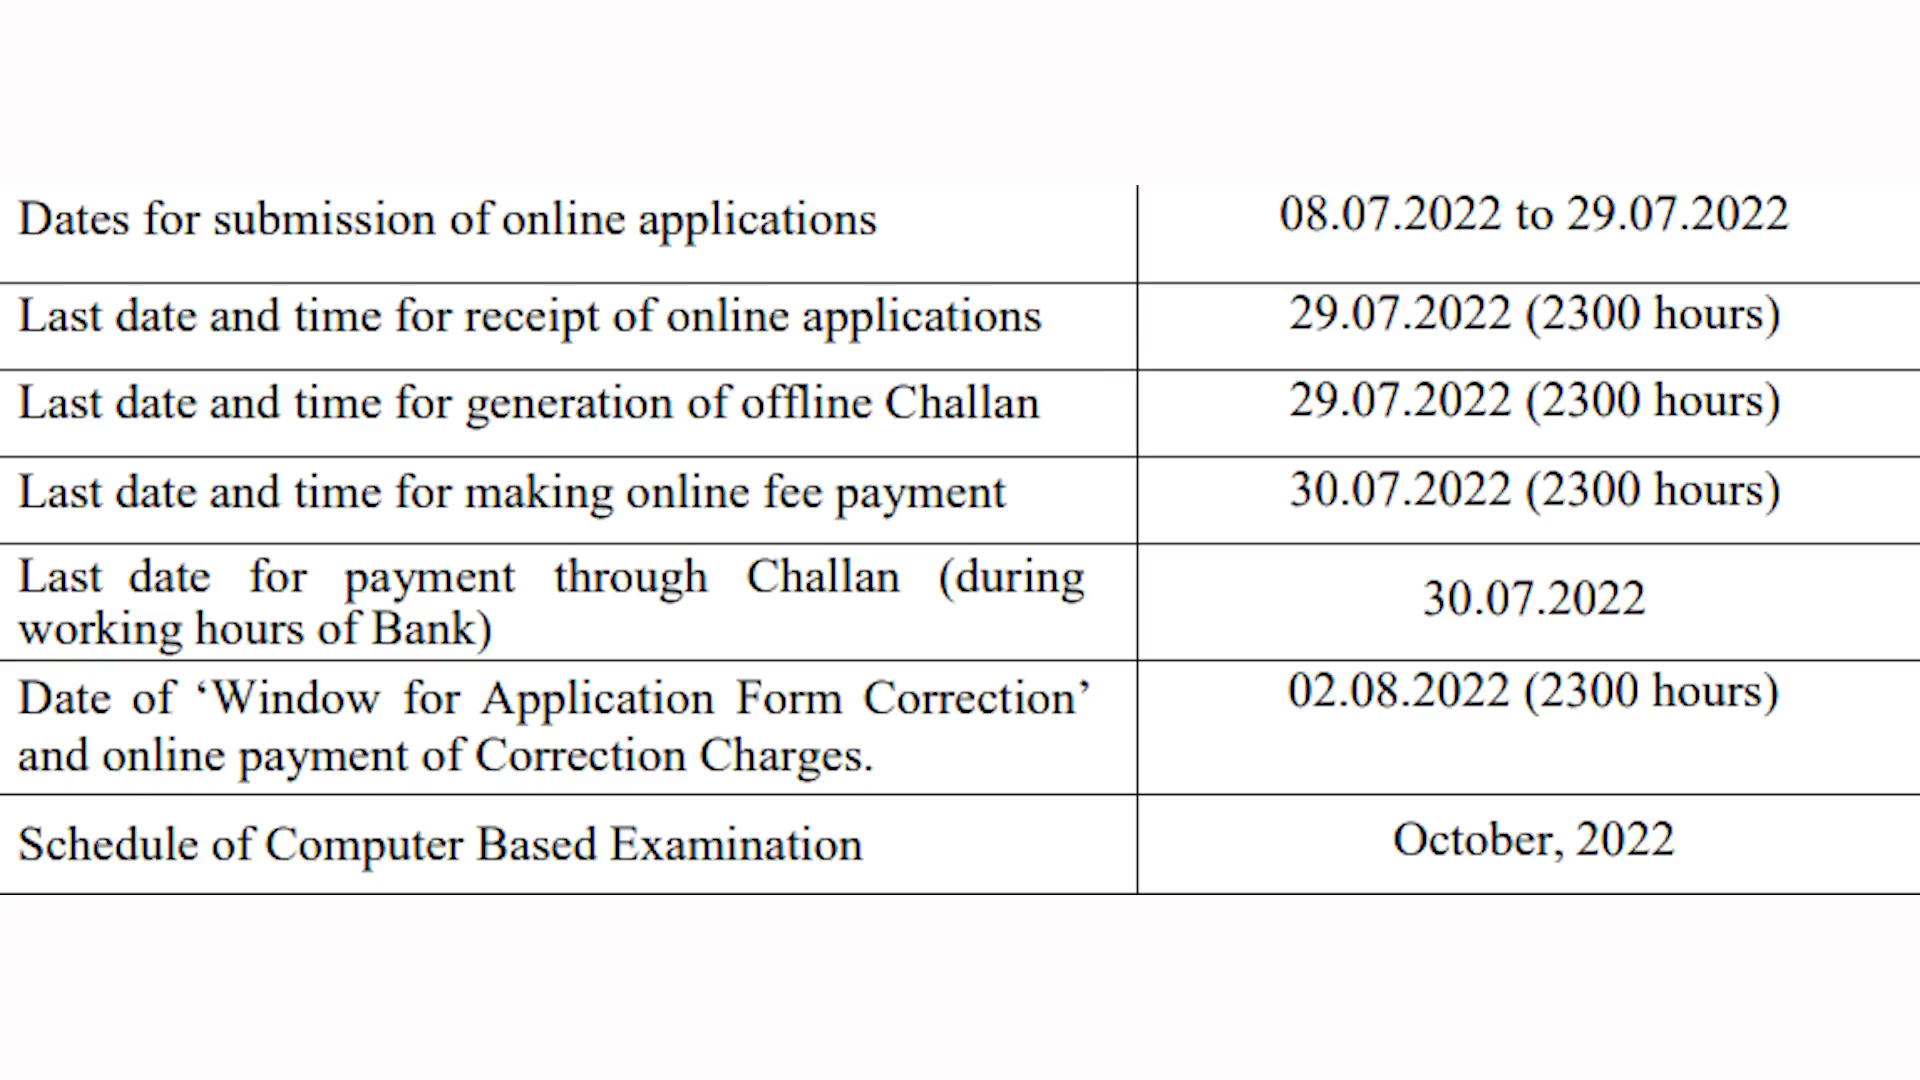 Dates for submission of online applications
08.07.2022 to 29.07.2022
Last date and time for receipt of online applications
29.07.2022 (2300 hours)
Last date and time for generation of offline Challan
29.07.2022 (2300 hours)
Last date and time for making online fee payment
30.07.2022 (2300 hours)
Last date for payment through Challan (during
working hours of Bank)
30.07.2022
Date of ‘Window for Application Form Correction’
and online payment of Correction Charges.
02.08.2022 (2300 hours)
Schedule of Computer Based Examination
October, 2022